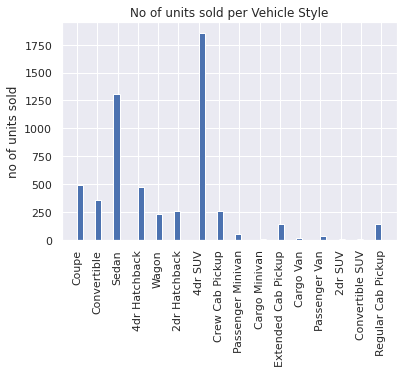 No of units sold per Vehicle Style
no of units sold
1750
1500
1250
1000
750
500
250
0
Coupe
Convertible
Sedan
4dr Hatchback
Wagon
2dr Hatchback
4dr SUV
Crew Cab Pickup
Passenger Minivan
Cargo Minivan
Extended Cab Pickup
Cargo Van
Passenger Van
2dr SUV
Convertible SUV
Regular Cab Pickup